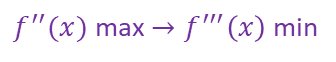 f''(x) max → f'''(x) min